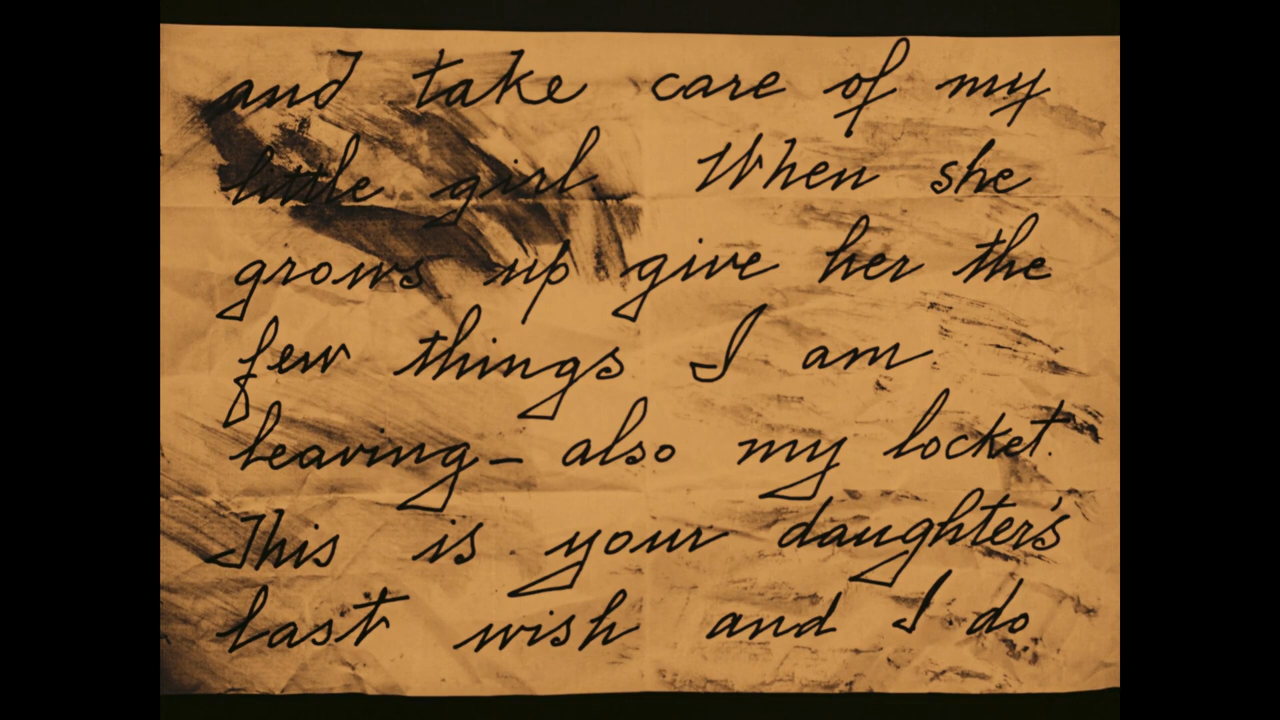 and take care of my
little girl When she
grows up give her the
few things I am
leaving – also my locket.
This is your daughter's
last wish and I do